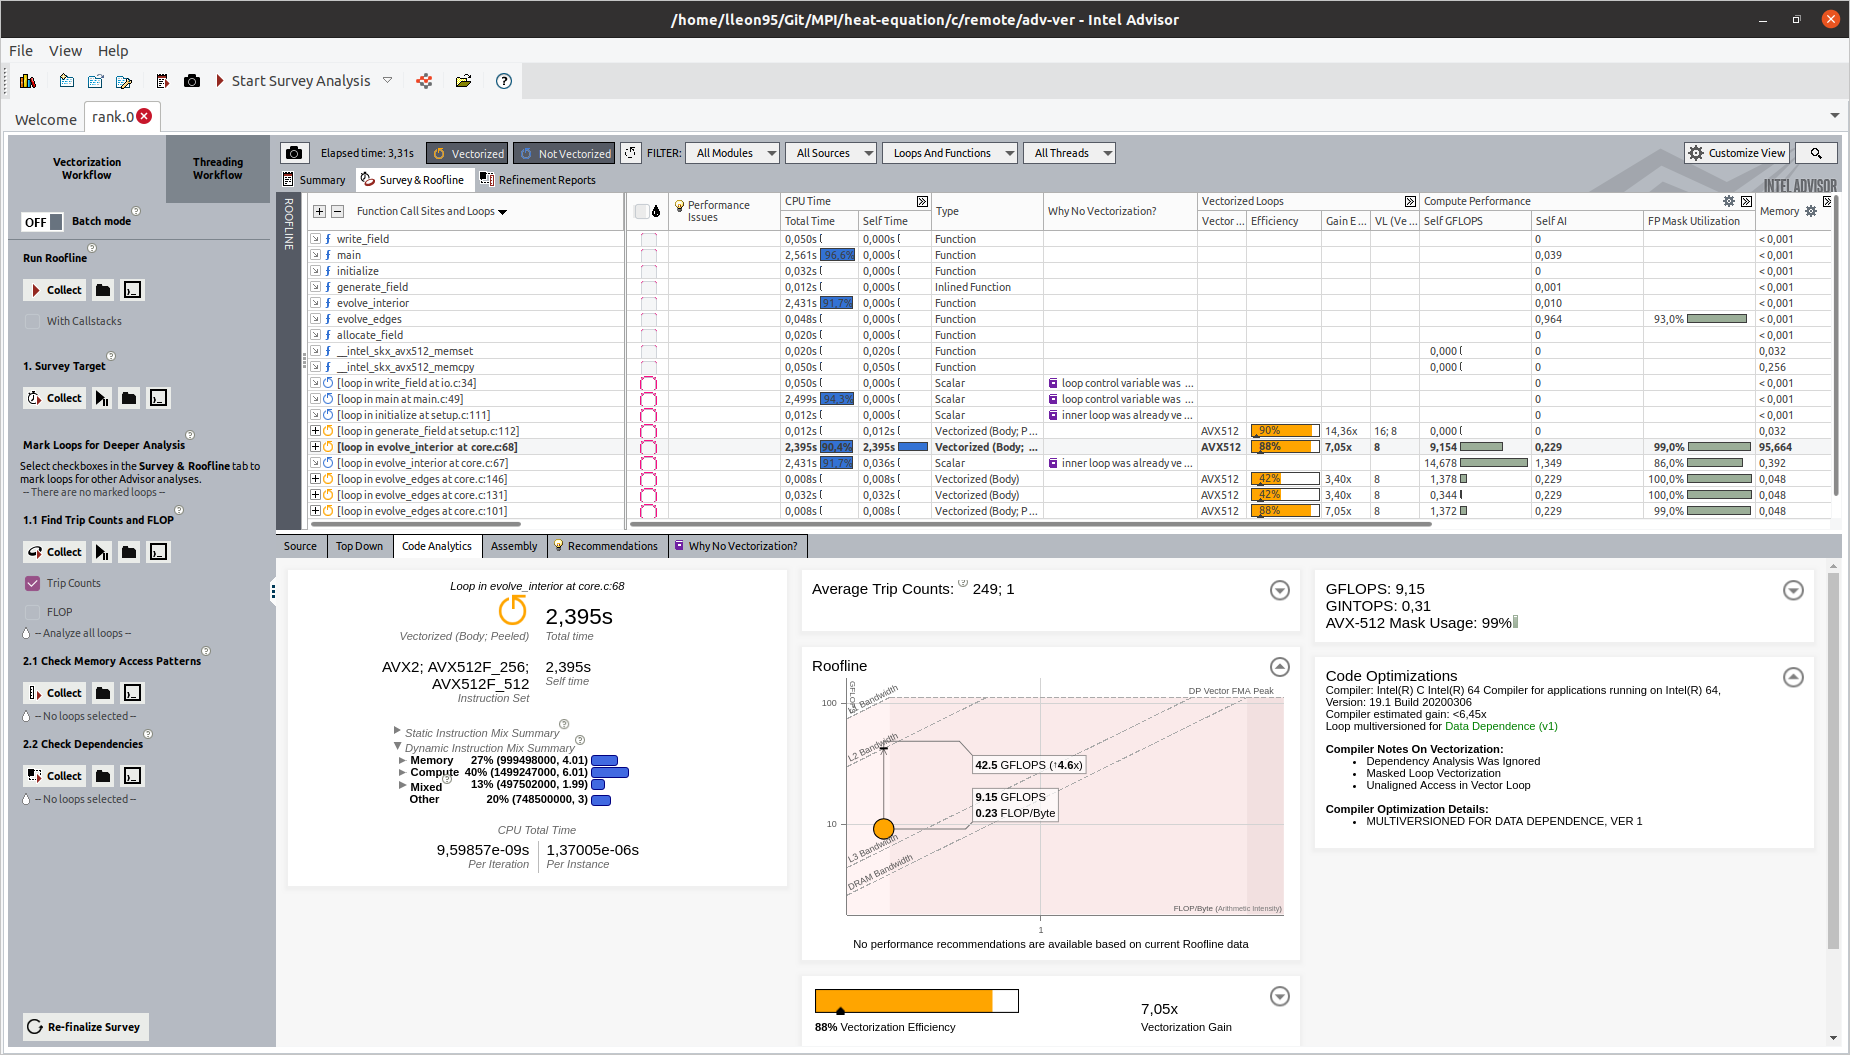 /home/lleon95/Git/MPI/heat-equation/c/remote/adv-ver - Intel Advisor
File View Help
Start Survey Analysis
Welcome rank.0
Vectorization Workflow
Threading Workflow
OFF Batch mode
Run Roofline
Collect
With Callstacks
1. Survey Target
Collect
Mark Loops for Deeper Analysis
Select checkboxes in the Survey & Roofline tab to
mark loops for other Advisor analyses.
-- There are no marked loops --
1.1 Find Trip Counts and FLOP
Collect
Trip Counts
FLOP
-- Analyze all loops --
2.1 Check Memory Access Patterns
Collect
-- No loops selected --
2.2 Check Dependencies
Collect
-- No loops selected --
Re-finalize Survey
Elapsed time: 3,31s Vectorized Not Vectorized FILTER: All Modules All Sources Loops And Functions All Threads Customize View
Summary Survey & Roofline Refinement Reports INTEL ADVISOR
ROOFLINE
Function Call Sites and Loops Performance Issues CPU Time Type Why No Vectorization? Vectorized Loops Compute Performance Memory
Total Time Self Time Vector ... Efficiency Gain E... VL (Ve... Self GFLOPS Self AI FP Mask Utilization
write_field 0,050s 0,000s Function 0 < 0,001
main 2,561s 96,6% 0,000s Function 0,039 < 0,001
initialize 0,032s 0,000s Function 0 < 0,001
generate_field 0,012s 0,000s Inlined Function 0,001 < 0,001
evolve_interior 2,431s 91,7% 0,000s Function 0,010 < 0,001
evolve_edges 0,048s 0,000s Function 0,964 93,0% < 0,001
allocate_field 0,020s 0,000s Function 0 < 0,001
__intel_skx_avx512_memset 0,020s 0,020s Function 0,000 0 0,032
__intel_skx_avx512_memcpy 0,050s 0,050s Function 0,000 0 0,256
[loop in write_field at io.c:34] 0,050s 0,000s Scalar loop control variable was ... 0 < 0,001
[loop in main at main.c:49] 2,499s 94,3% 0,000s Scalar loop control variable was ... 0 < 0,001
[loop in initialize at setup.c:111] 0,012s 0,000s Scalar inner loop was already ve ... 0 < 0,001
[loop in generate_field at setup.c:112] 0,012s 0,012s Vectorized (Body; P ... AVX512 90% 14,36x 16; 8 0,000 0 0,032
[loop in evolve_interior at core.c:68] 2,395s 90,4% 2,395s Vectorized (Body; ... AVX512 88% 7,05x 8 9,154 0,229 99,0% 95,664
[loop in evolve_interior at core.c:67] 2,431s 91,7% 0,036s Scalar inner loop was already ve ... 14,678 1,349 86,0% 0,392
[loop in evolve_edges at core.c:146] 0,008s 0,008s Vectorized (Body) AVX512 42% 3,40x 8 1,378 0,229 100,0% 0,048
[loop in evolve_edges at core.c:131] 0,032s 0,032s Vectorized (Body) AVX512 42% 3,40x 8 0,344 0,229 100,0% 0,048
[loop in evolve_edges at core.c:101] 0,008s 0,008s Vectorized (Body; P ... AVX512 88% 7,05x 8 1,372 0,229 99,0% 0,048
Source Top Down Code Analytics Assembly Recommendations Why No Vectorization?
Loop in evolve_interior at core.c:68
2,395s
Vectorized (Body; Peeled) Total time
AVX2; AVX512F_256; AVX512F_512
Instruction Set
2,395s
Self time
Static Instruction Mix Summary
Dynamic Instruction Mix Summary
Memory 27% (999498000, 4.01)
Compute 40% (1499247000, 6.01)
Mixed 13% (497502000, 1.99)
Other 20% (748500000, 3)
CPU Total Time
9,59857e-09s 1,37005e-06s
Per Iteration Per Instance
Average Trip Counts: 249; 1
Roofline
GFLOPS
L1 Bandwidth
DP Vector FMA Peak
100
L2 Bandwidth
42.5 GFLOPS (↑4.6x)
9.15 GFLOPS
0.23 FLOP/Byte
10
L3 Bandwidth
DRAM Bandwidth
FLOP/Byte (Arithmetic Intensity)
1
No performance recommendations are available based on current Roofline data
88% Vectorization Efficiency
7,05x
Vectorization Gain
GFLOPS: 9,15
GINTOPS: 0,31
AVX-512 Mask Usage: 99%
Code Optimizations
Compiler: Intel(R) C Intel(R) 64 Compiler for applications running on Intel(R) 64,
Version: 19.1 Build 20200306
Compiler estimated gain: <6,45x
Loop multiversioned for Data Dependence (v1)
Compiler Notes On Vectorization:
Dependency Analysis Was Ignored
Masked Loop Vectorization
Unaligned Access in Vector Loop
Compiler Optimization Details:
MULTIVERSIONED FOR DATA DEPENDENCE, VER 1